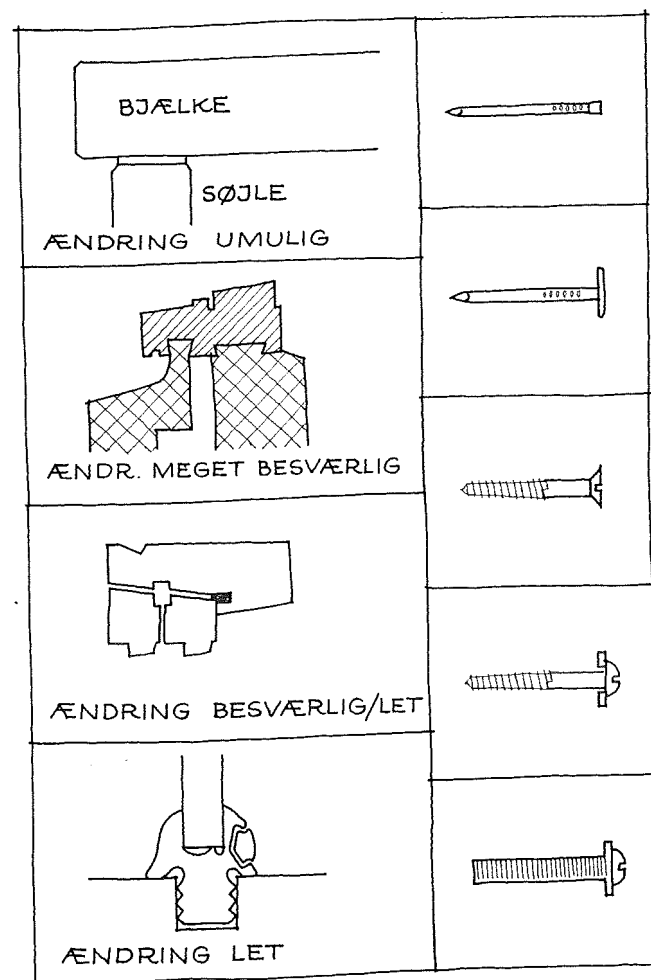 BJÆLKE
SØJLE
ÆNDRING UMULIG
ÆNDR. MEGET BESVÆRLIG
ÆNDRING BESVÆRLIG/LET
ÆNDRING LET